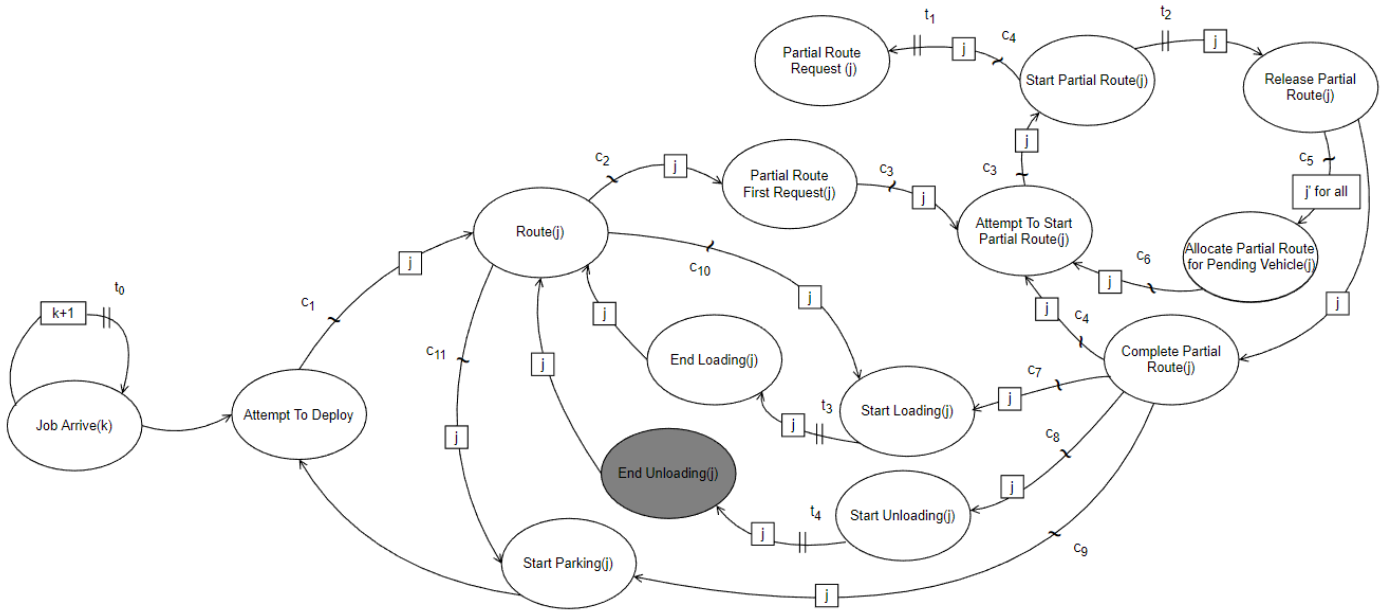 t1
c4
t2
j
j
Partial Route
Request (j)
Start Partial Route(j)
Release Partial
Route(j)
j
c2
j
c3
c3
c5
Partial Route
First Request(j)
j
j' for all
Route(j)
Attempt To Start
Partial Route(j)
Allocate Partial Route
for Pending Vehicle(j)
c6
j
j
c10
c1
t0
k+1
j
j
j
j
c4
c11
End Loading(j)
Complete Partial
Route(j)
j
c7
j
t3
Job Arrive(k)
Attempt To Deploy
Start Loading(j)
j
j
c8
End Unloading(j)
j
t4
Start Unloading(j)
j
Start Parking(j)
c9
j